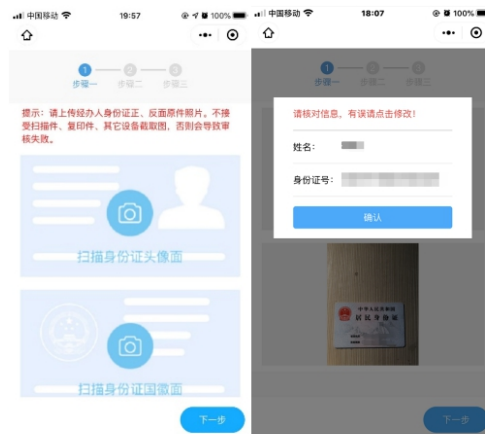 中国移动
19:57
100%
1
2
3
步骤一
步骤二
步骤三
提示：请上传经办人身份证正、反面原件照片。不接
受扫描件、复印件、其它设备截取图，否则会导致审
核失败。
扫描身份证头像面
扫描身份证国徽面
下一步
中国移动
18:07
100%
1
2
3
步骤一
步骤二
步骤三
请核对信息，有误请点击修改！
姓名：
身份证号：
确认
中华人民共和国
居民身份证
下一步